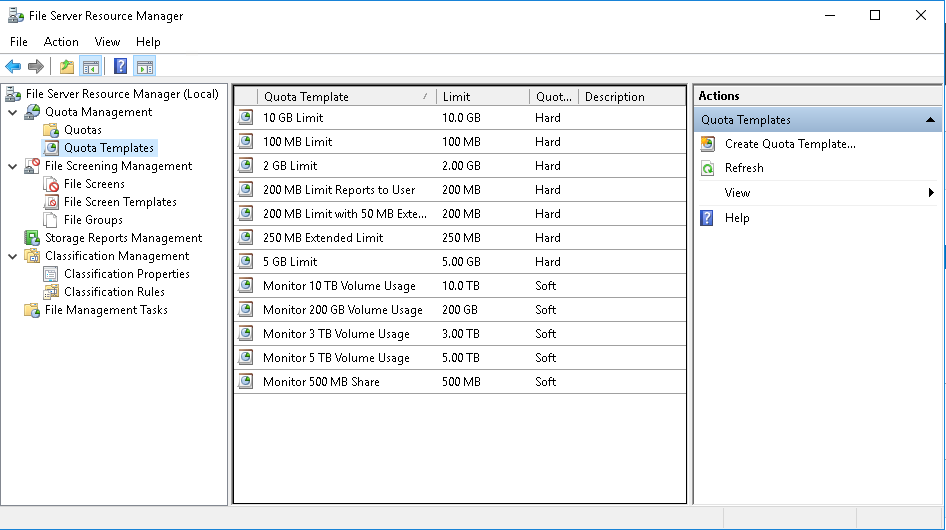 File Server Resource Manager
File Action View Help
File Server Resource Manager (Local)
Quota Management
Quotas
Quota Templates
File Screening Management
File Screens
File Screen Templates
File Groups
Storage Reports Management
Classification Management
Classification Properties
Classification Rules
File Management Tasks
Quota Template Limit Quot... Description
10 GB Limit 10.0 GB Hard
100 MB Limit 100 MB Hard
2 GB Limit 2.00 GB Hard
200 MB Limit Reports to User 200 MB Hard
200 MB Limit with 50 MB Exte... 200 MB Hard
250 MB Extended Limit 250 MB Hard
5 GB Limit 5.00 GB Hard
Monitor 10 TB Volume Usage 10.0 TB Soft
Monitor 200 GB Volume Usage 200 GB Soft
Monitor 3 TB Volume Usage 3.00 TB Soft
Monitor 5 TB Volume Usage 5.00 TB Soft
Monitor 500 MB Share 500 MB Soft
Actions
Quota Templates
Create Quota Template...
Refresh
View
Help